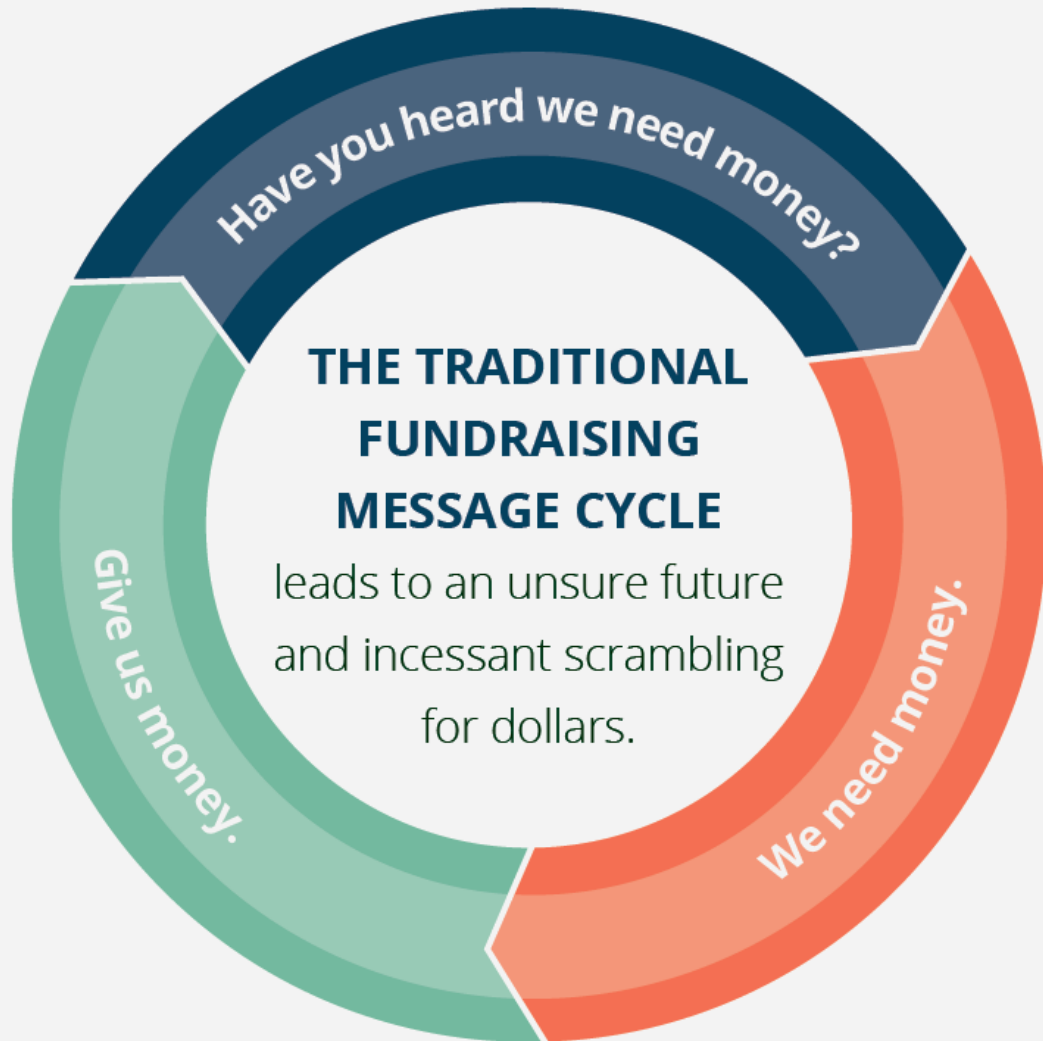 Have you heard we need money?
THE TRADITIONAL
FUNDRAISING
MESSAGE CYCLE
leads to an unsure future
and incessant scrambling
for dollars.
We need money.
Give us money.